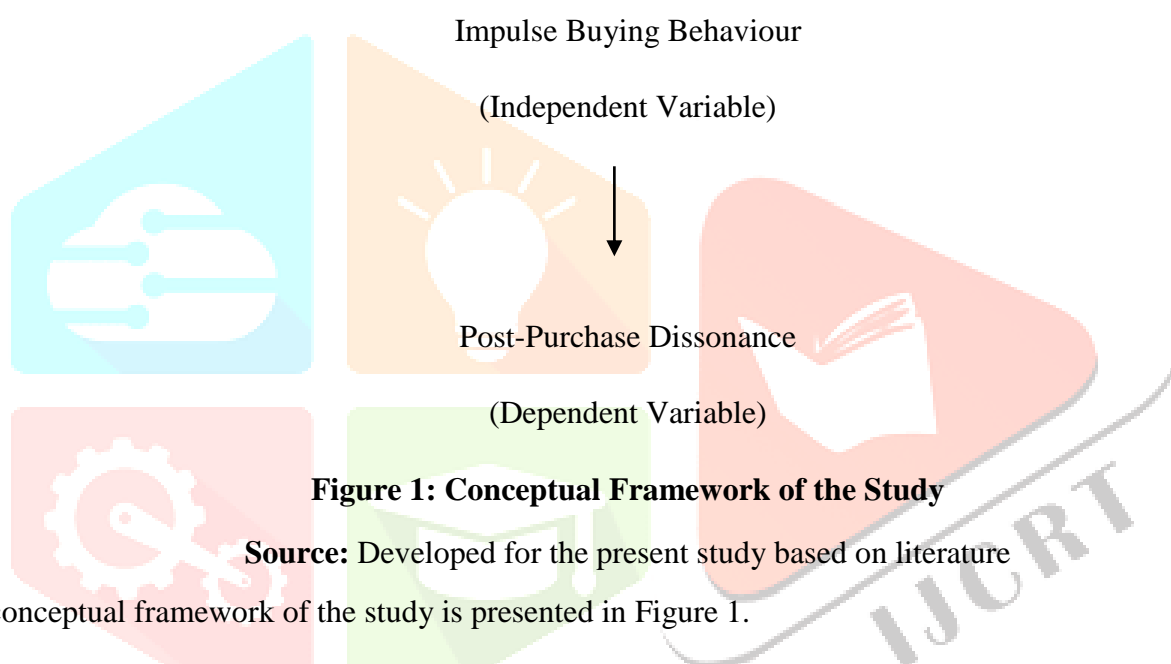 Impulse Buying Behaviour
(Independent Variable)
Post-Purchase Dissonance
(Dependent Variable)
Figure 1: Conceptual Framework of the Study
Source: Developed for the present study based on literature
conceptual framework of the study is presented in Figure 1.
IJCRT